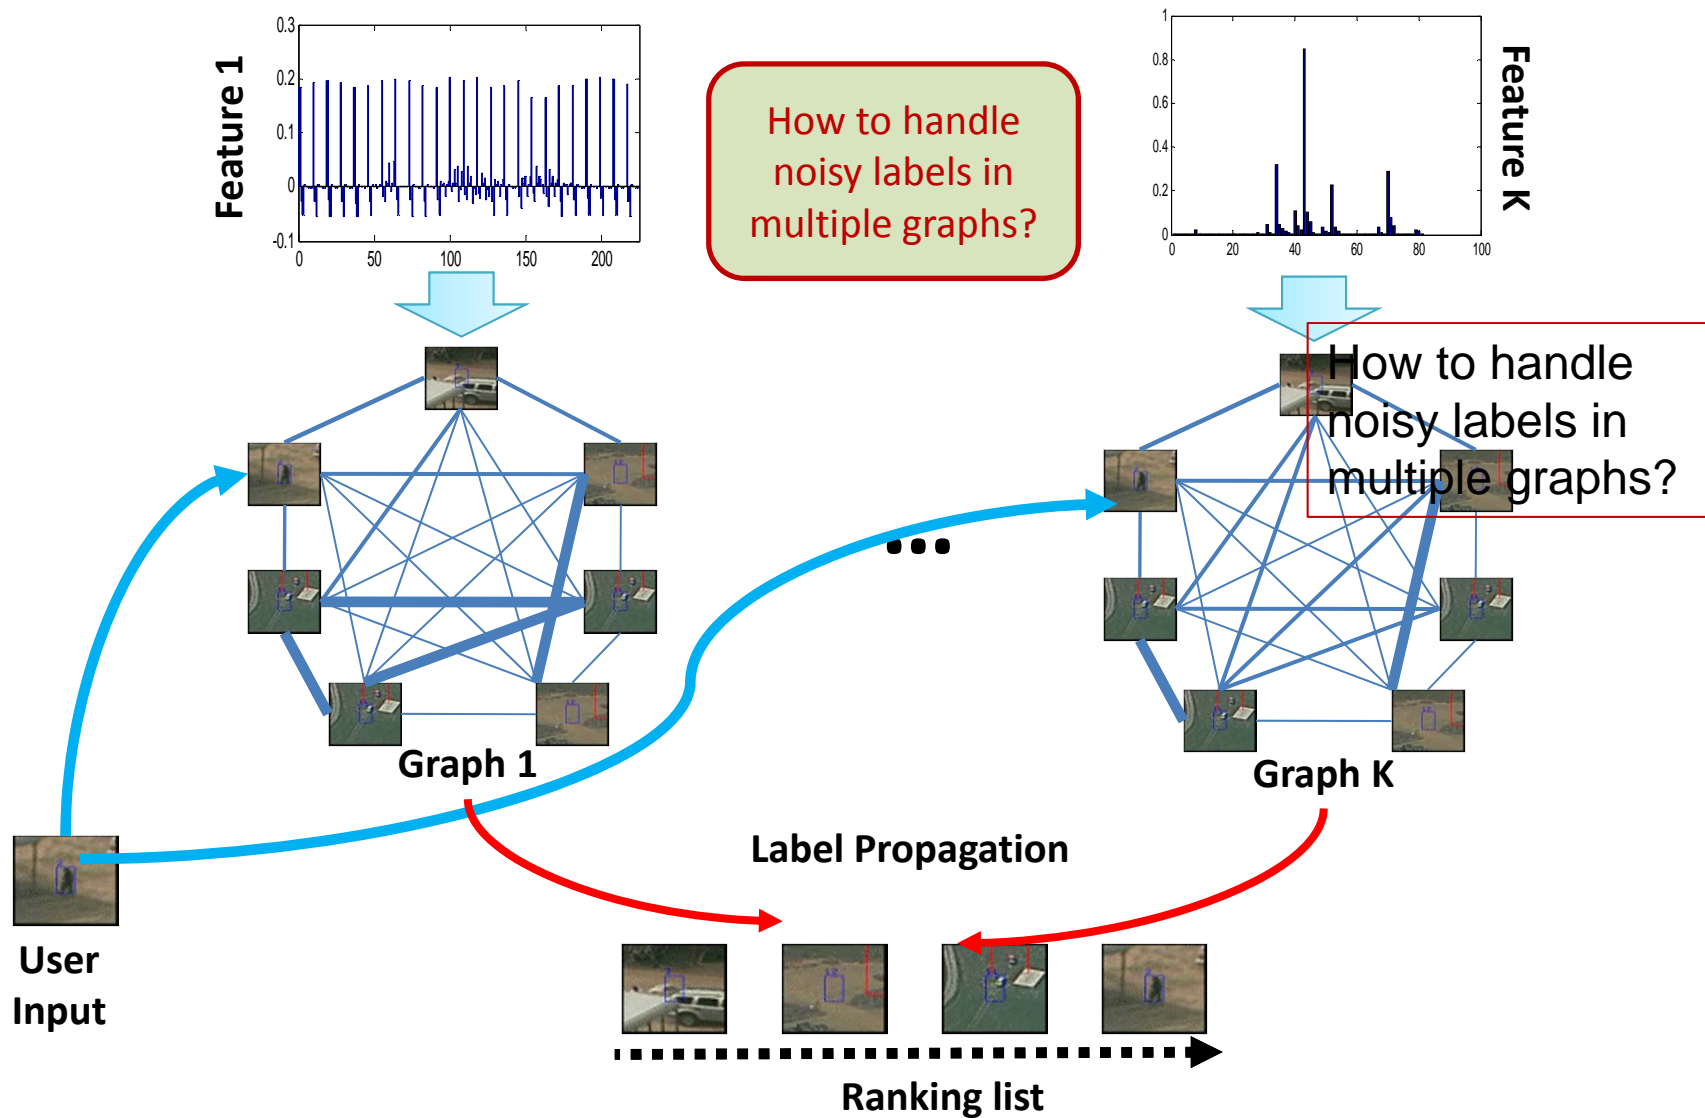 Feature 1
0.3
0.2
0.1
0
-0.1
0
50
100
150
200
How to handle
noisy labels in
multiple graphs?
Feature K
1
0.8
0.6
0.4
0.2
0
0
20
40
60
80
100
How to handle
noisy labels in
multiple graphs?
...
Graph 1
Graph K
Label Propagation
User
Input
Ranking list